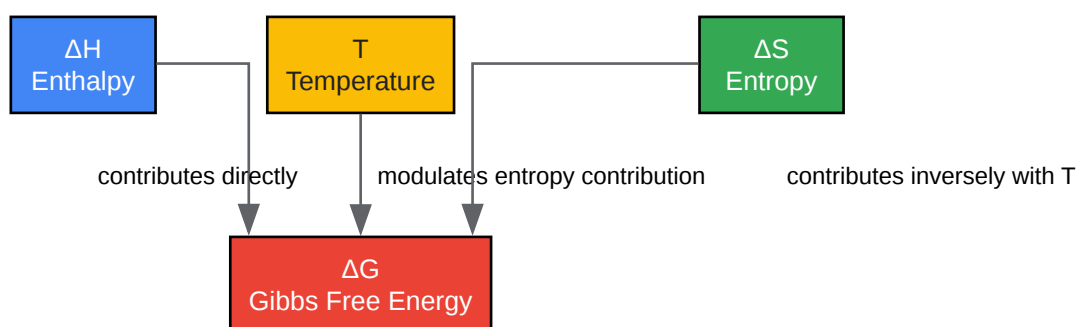 ΔH
Enthalpy
T
Temperature
ΔS
Entropy
contributes directly
modulates entropy contribution
contributes inversely with T
ΔG
Gibbs Free Energy